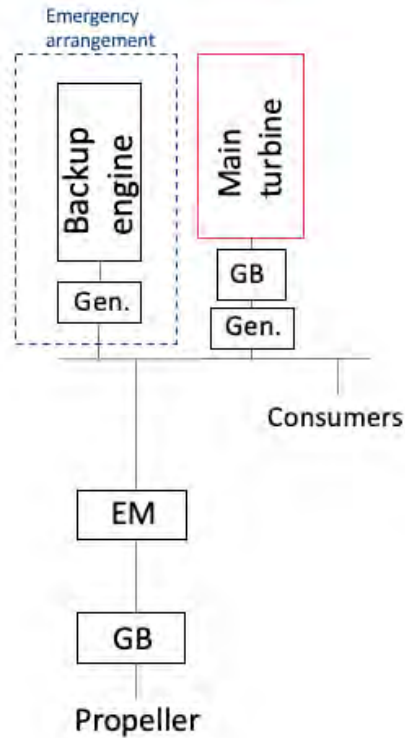 Emergency
arrangement
Backup
engine
Main
turbine
GB
Gen.
Gen.
Consumers
EM
GB
Propeller